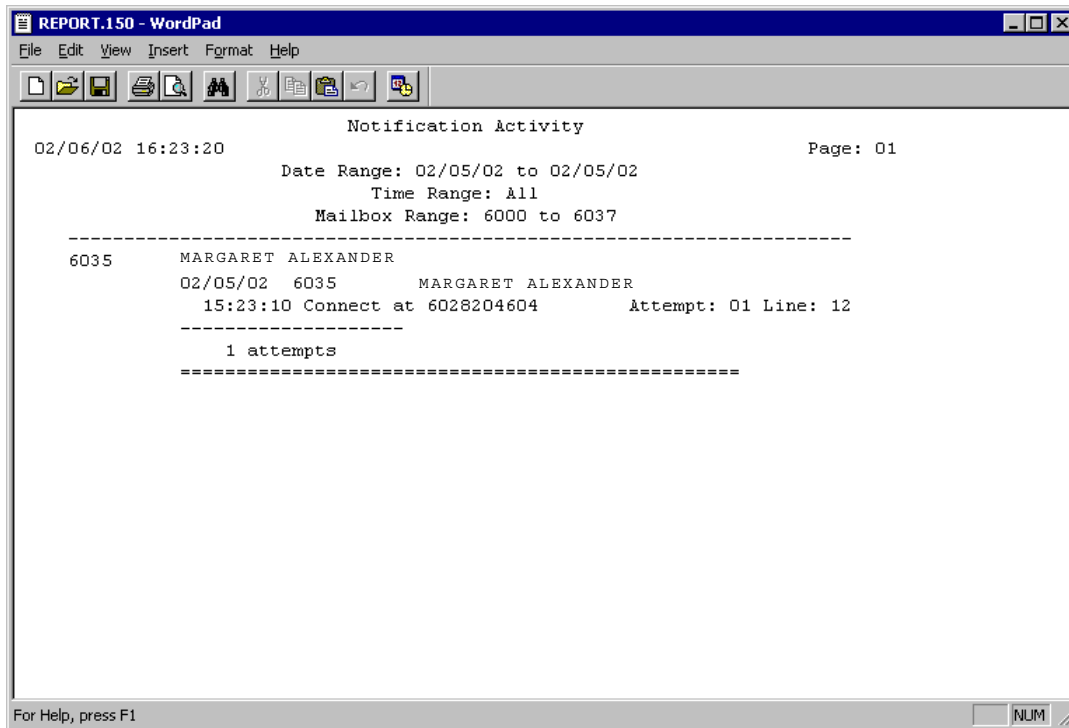 REPORT.150 - WordPad
File Edit View Insert Format Help
Notification Activity
02/06/02 16:23:20 Page: 01
Date Range: 02/05/02 to 02/05/02
Time Range: All
Mailbox Range: 6000 to 6037
----------------------------------------------------------------------
6035 MARGARET ALEXANDER
02/05/02 6035 MARGARET ALEXANDER
15:23:10 Connect at 6028204604 Attempt: 01 Line: 12
--------------------
1 attempts
==================================================
For Help, press F1 NUM